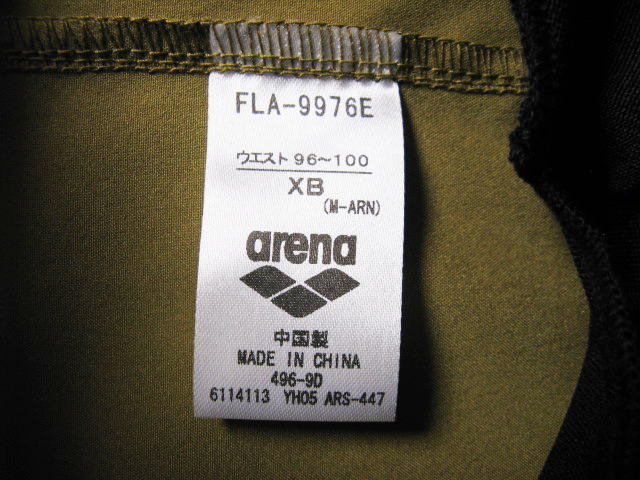 FLA-9976E
ウエスト 96～100
XB
(M-ARN)
arena
中国製
MADE IN CHINA
496-9D
6114113 YH05 ARS-447